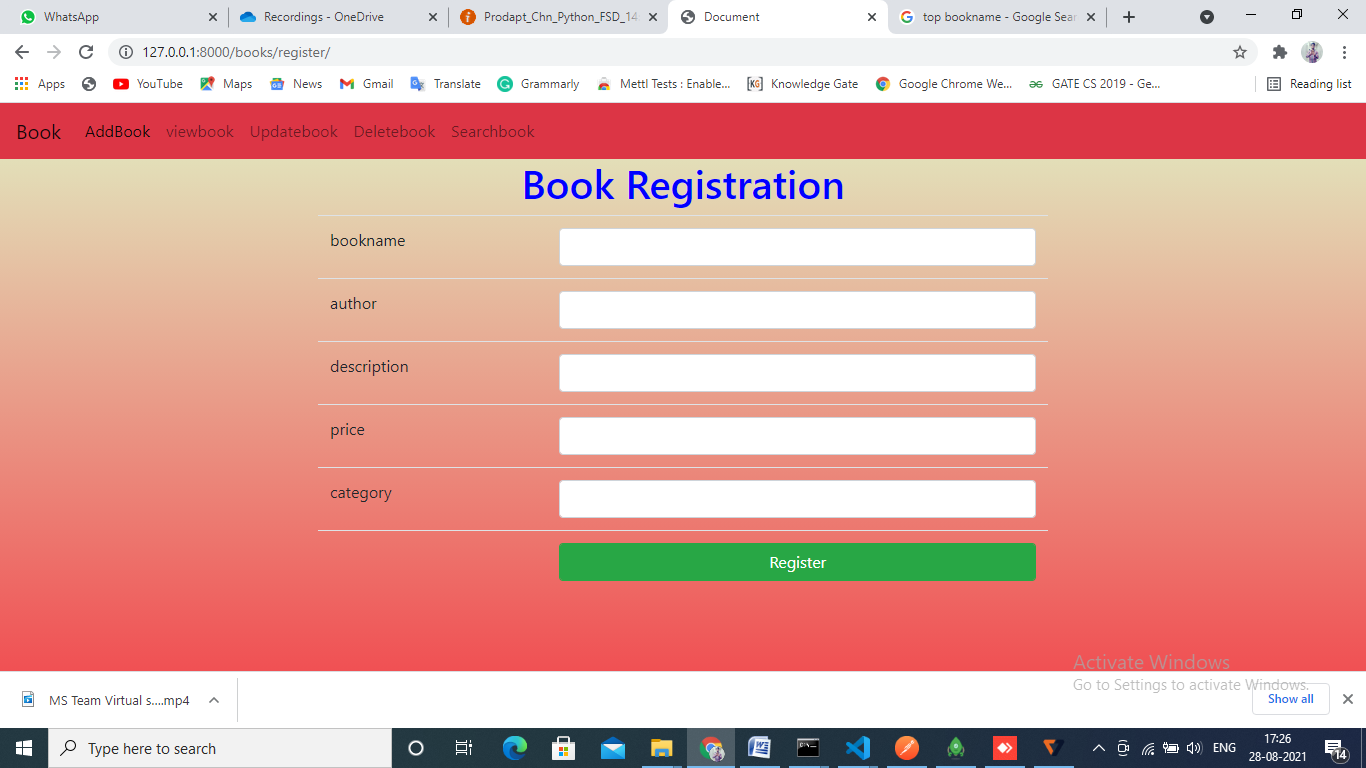 WhatsApp
Recordings - OneDrive
Prodapt_Chn_Python_FSD_14
Document
top bookname - Google Sear
127.0.0.1:8000/books/register/
Apps YouTube Maps News Gmail Translate Grammarly Mettl Tests : Enable... Knowledge Gate Google Chrome We... GATE CS 2019 - Ge... Reading list
Book AddBook viewbook Updatebook Deletebook Searchbook
Book Registration
bookname
author
description
price
category
Register
Activate Windows
Go to Settings to activate Windows.
MS Team Virtual s....mp4
Show all
Type here to search
ENG
17:26
28-08-2021
14